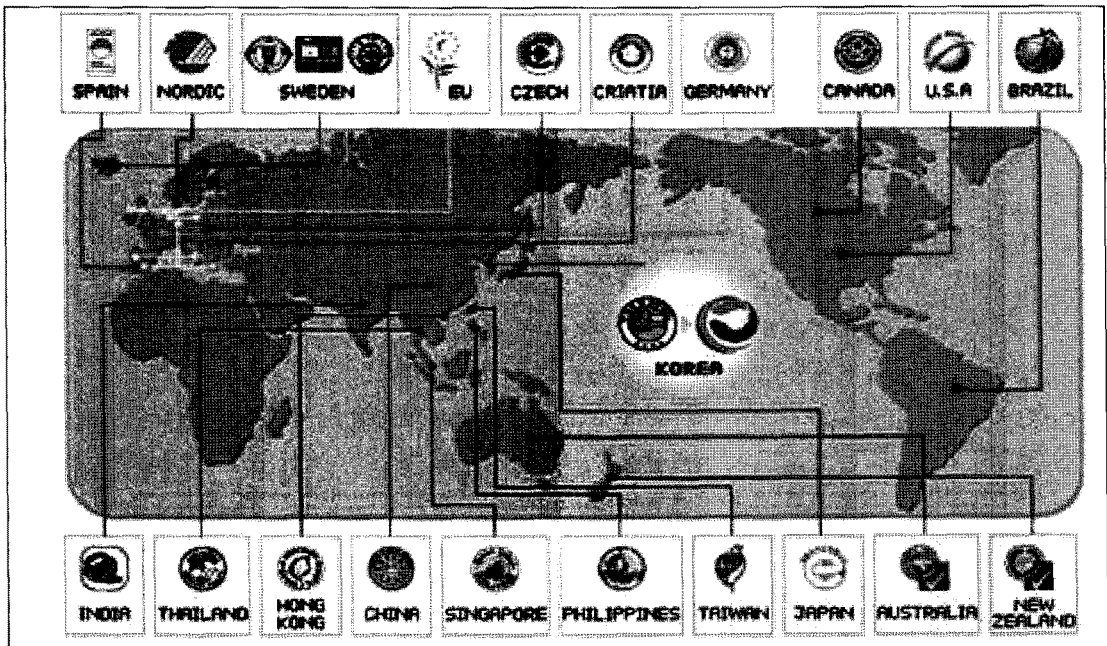 SPAIN
NORDIC
SWEDEN
EU
CZECH
CRIATIA
GERMANY
CANADA
U.S.A
BRAZIL
KOREA
INDIA
THAILAND
HONG
KONG
CHINA
SINGAPORE
PHILIPPINES
TAIWAN
JAPAN
AUSTRALIA
NEW
ZEALAND